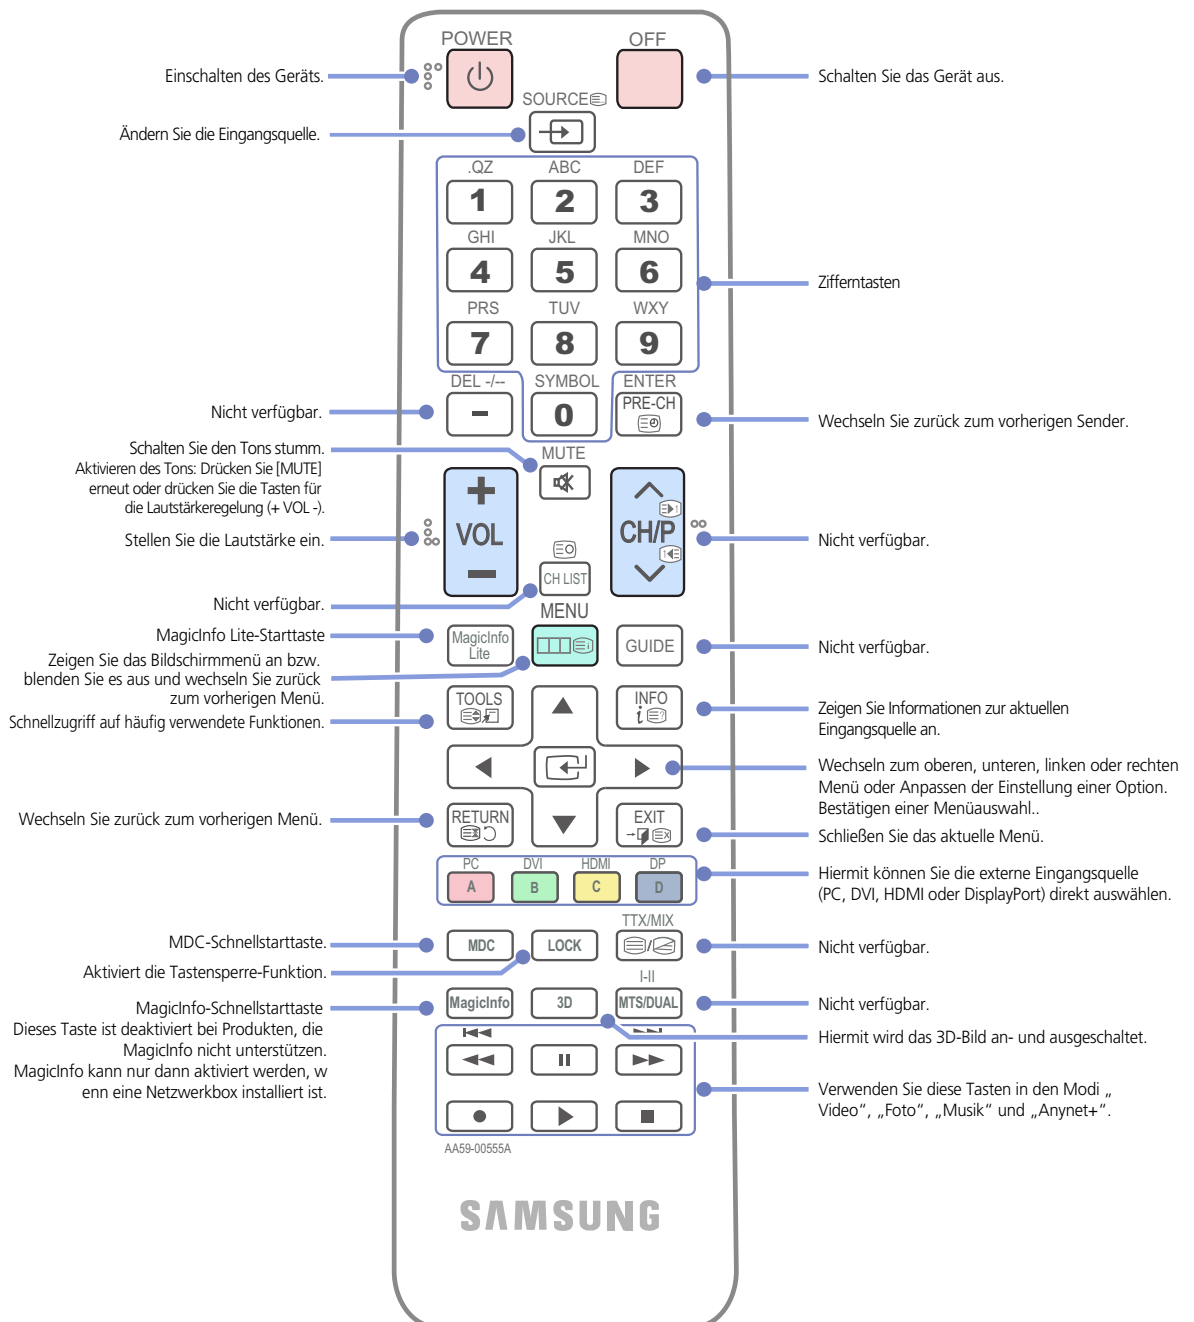 POWER
OFF
Einschalten des Geräts.
Schalten Sie das Gerät aus.
SOURCE
Ändern Sie die Eingangsquelle.
.QZ
ABC
DEF
1
2
3
GHI
JKL
MNO
4
5
6
Zifferntasten
PRS
TUV
WXY
7
8
9
DEL -/--
SYMBOL
ENTER
Nicht verfügbar.
-
0
PRE-CH
Wechseln Sie zurück zum vorherigen Sender.
Schalten Sie den Tons stumm.
Aktivieren des Tons: Drücken Sie [MUTE]
erneut oder drücken Sie die Tasten für
die Lautstärkeregelung (+ VOL -).
MUTE
Stellen Sie die Lautstärke ein.
+
VOL
-
CH/P
Nicht verfügbar.
Nicht verfügbar.
CH LIST
MENU
MagicInfo Lite-Starttaste
MagicInfo
Lite
GUIDE
Nicht verfügbar.
Zeigen Sie das Bildschirmmenü an bzw.
blenden Sie es aus und wechseln Sie zurück
zum vorherigen Menü.
Schnellzugriff auf häufig verwendete Funktionen.
TOOLS
INFO
i
Zeigen Sie Informationen zur aktuellen
Eingangsquelle an.
Wechseln zum oberen, unteren, linken oder rechten
Menü oder Anpassen der Einstellung einer Option.
Bestätigen einer Menüauswahl..
Wechseln Sie zurück zum vorherigen Menü.
RETURN
EXIT
Schließen Sie das aktuelle Menü.
PC
DVI
HDMI
DP
A
B
C
D
Hiermit können Sie die externe Eingangsquelle
(PC, DVI, HDMI oder DisplayPort) direkt auswählen.
TTX/MIX
MDC-Schnellstarttaste.
MDC
LOCK
Nicht verfügbar.
Aktiviert die Tastensperre-Funktion.
I-II
MagicInfo-Schnellstarttaste
Dieses Taste ist deaktiviert bei Produkten, die
MagicInfo nicht unterstützen.
MagicInfo kann nur dann aktiviert werden, w
enn eine Netzwerkbox installiert ist.
MagicInfo
3D
MTS/DUAL
Nicht verfügbar.
Hiermit wird das 3D-Bild an- und ausgeschaltet.
Verwenden Sie diese Tasten in den Modi „
Video“, „Foto“, „Musik“ und „Anynet+“.
AA59-00555A
SAMSUNG